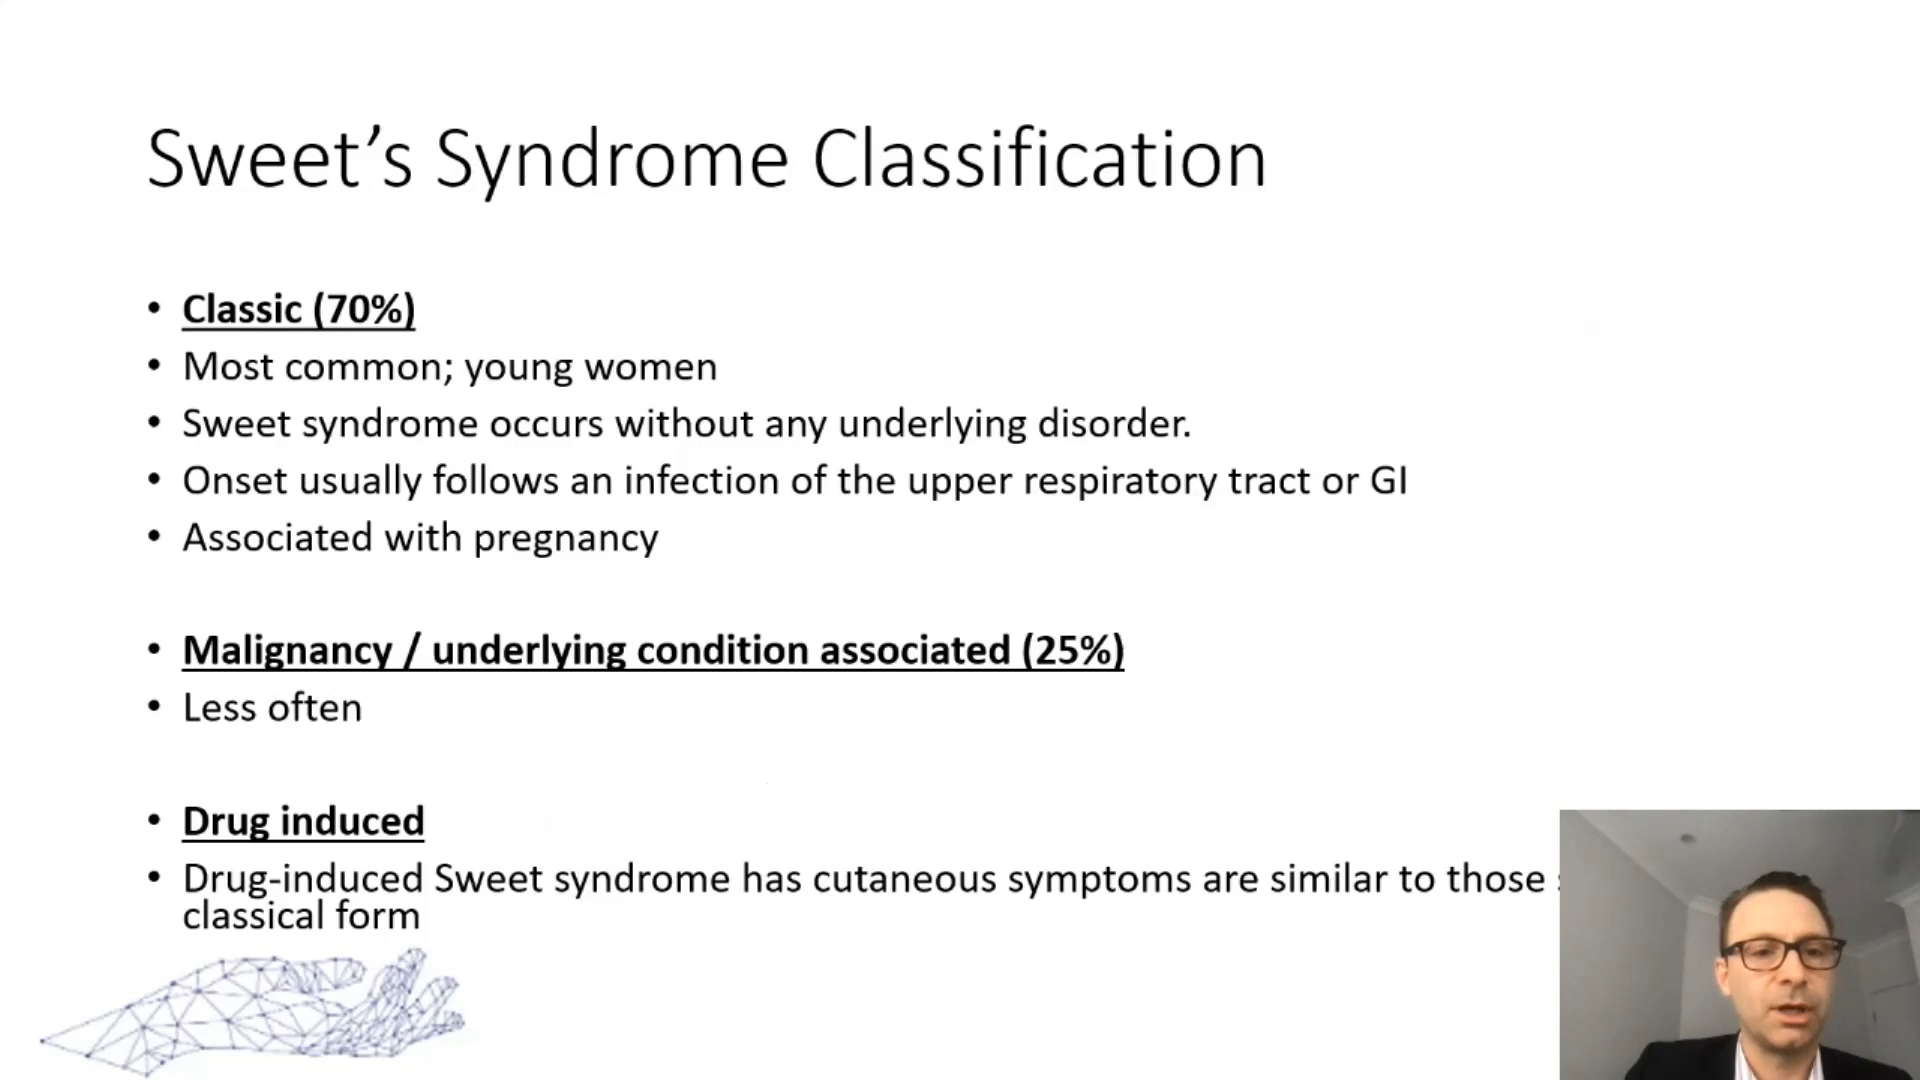 Sweet’s Syndrome Classification
• Classic (70%)
• Most common; young women
• Sweet syndrome occurs without any underlying disorder.
• Onset usually follows an infection of the upper respiratory tract or GI
• Associated with pregnancy
• Malignancy / underlying condition associated (25%)
• Less often
• Drug induced
• Drug-induced Sweet syndrome has cutaneous symptoms are similar to those
classical form